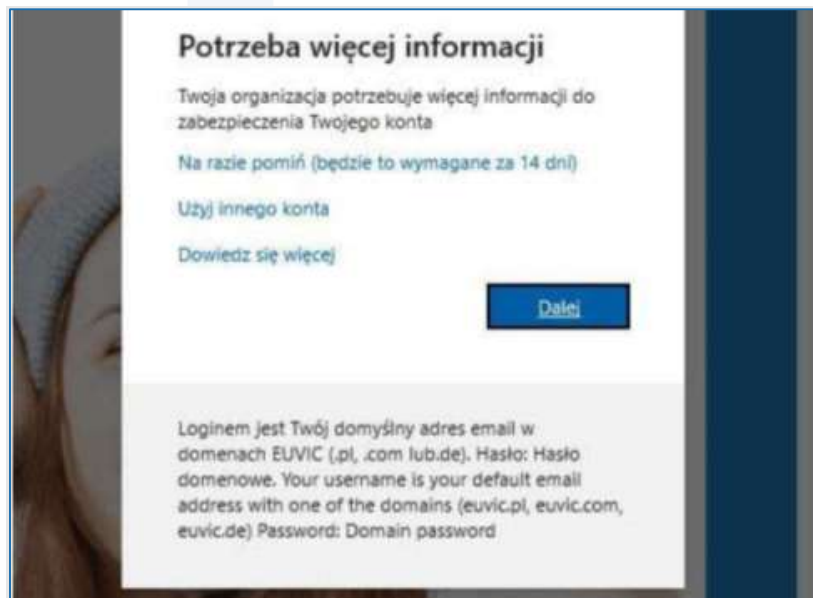 Potrzeba więcej informacji
Twoja organizacja potrzebuje więcej informacji do
zabezpieczenia Twojego konta
Na razie pomiń (będzie to wymagane za 14 dni)
Użyj innego konta
Dowiedz się więcej
Dalej
Loginem jest Twój domyślny adres email w
domenach EUVIC (.pl, .com lub.de). Hasło: Hasło
domenowe. Your username is your default email
address with one of the domains (euvic.pl, euvic.com,
euvic.de) Password: Domain password